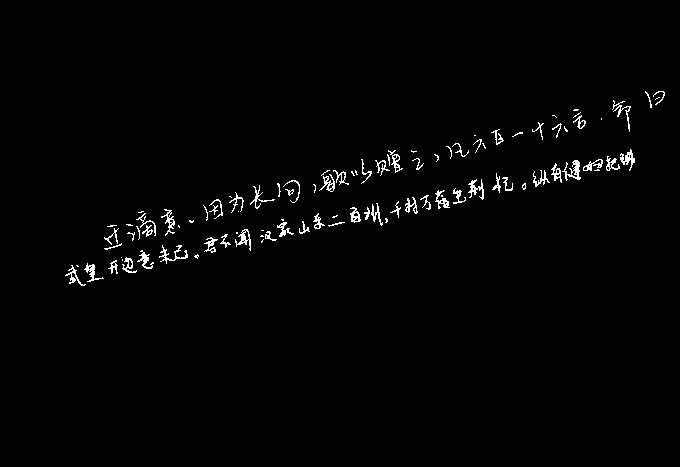 迁谪意。因为长句,歌以赠之,凡六百一十六言.命曰
武皇开边意未已。君不闻汉家山东二百州,千村万落生荆杞。纵有健妇把锄